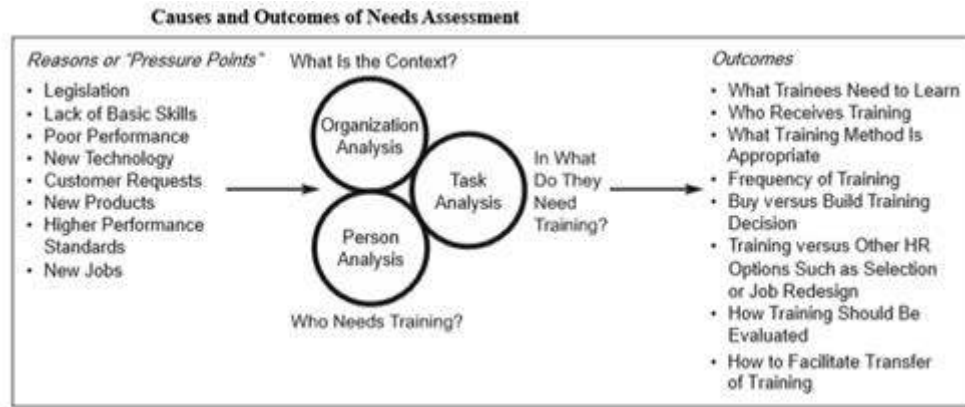 Causes and Outcomes of Needs Assessment
Reasons or "Pressure Points"
• Legislation
• Lack of Basic Skills
• Poor Performance
• New Technology
• Customer Requests
• New Products
• Higher Performance
Standards
• New Jobs
What Is the Context?
Organization
Analysis
Task
Analysis
Person
Analysis
In What
Do They
Need
Training?
Who Needs Training?
Outcomes
• What Trainees Need to Learn
• Who Receives Training
• What Training Method Is
Appropriate
• Frequency of Training
• Buy versus Build Training
Decision
• Training versus Other HR
Options Such as Selection
or Job Redesign
• How Training Should Be
Evaluated
• How to Facilitate Transfer
of Training